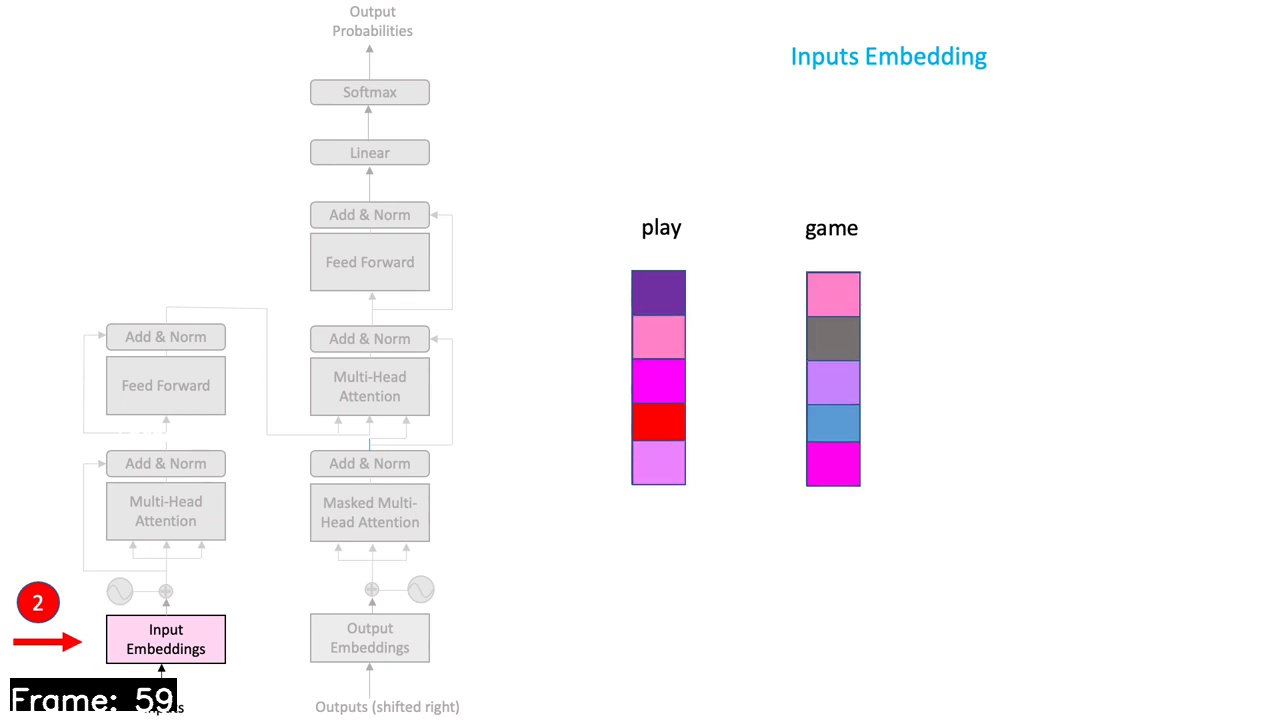 Output
Probabilities
Inputs Embedding
Softmax
Linear
Add & Norm
Feed Forward
play
game
Add & Norm
Feed Forward
Add & Norm
Multi-Head
Attention
Add & Norm
Multi-Head
Attention
Add & Norm
Masked Multi-
Head Attention
2
Input
Embeddings
Output
Embeddings
Frame: 59
Outputs (shifted right)